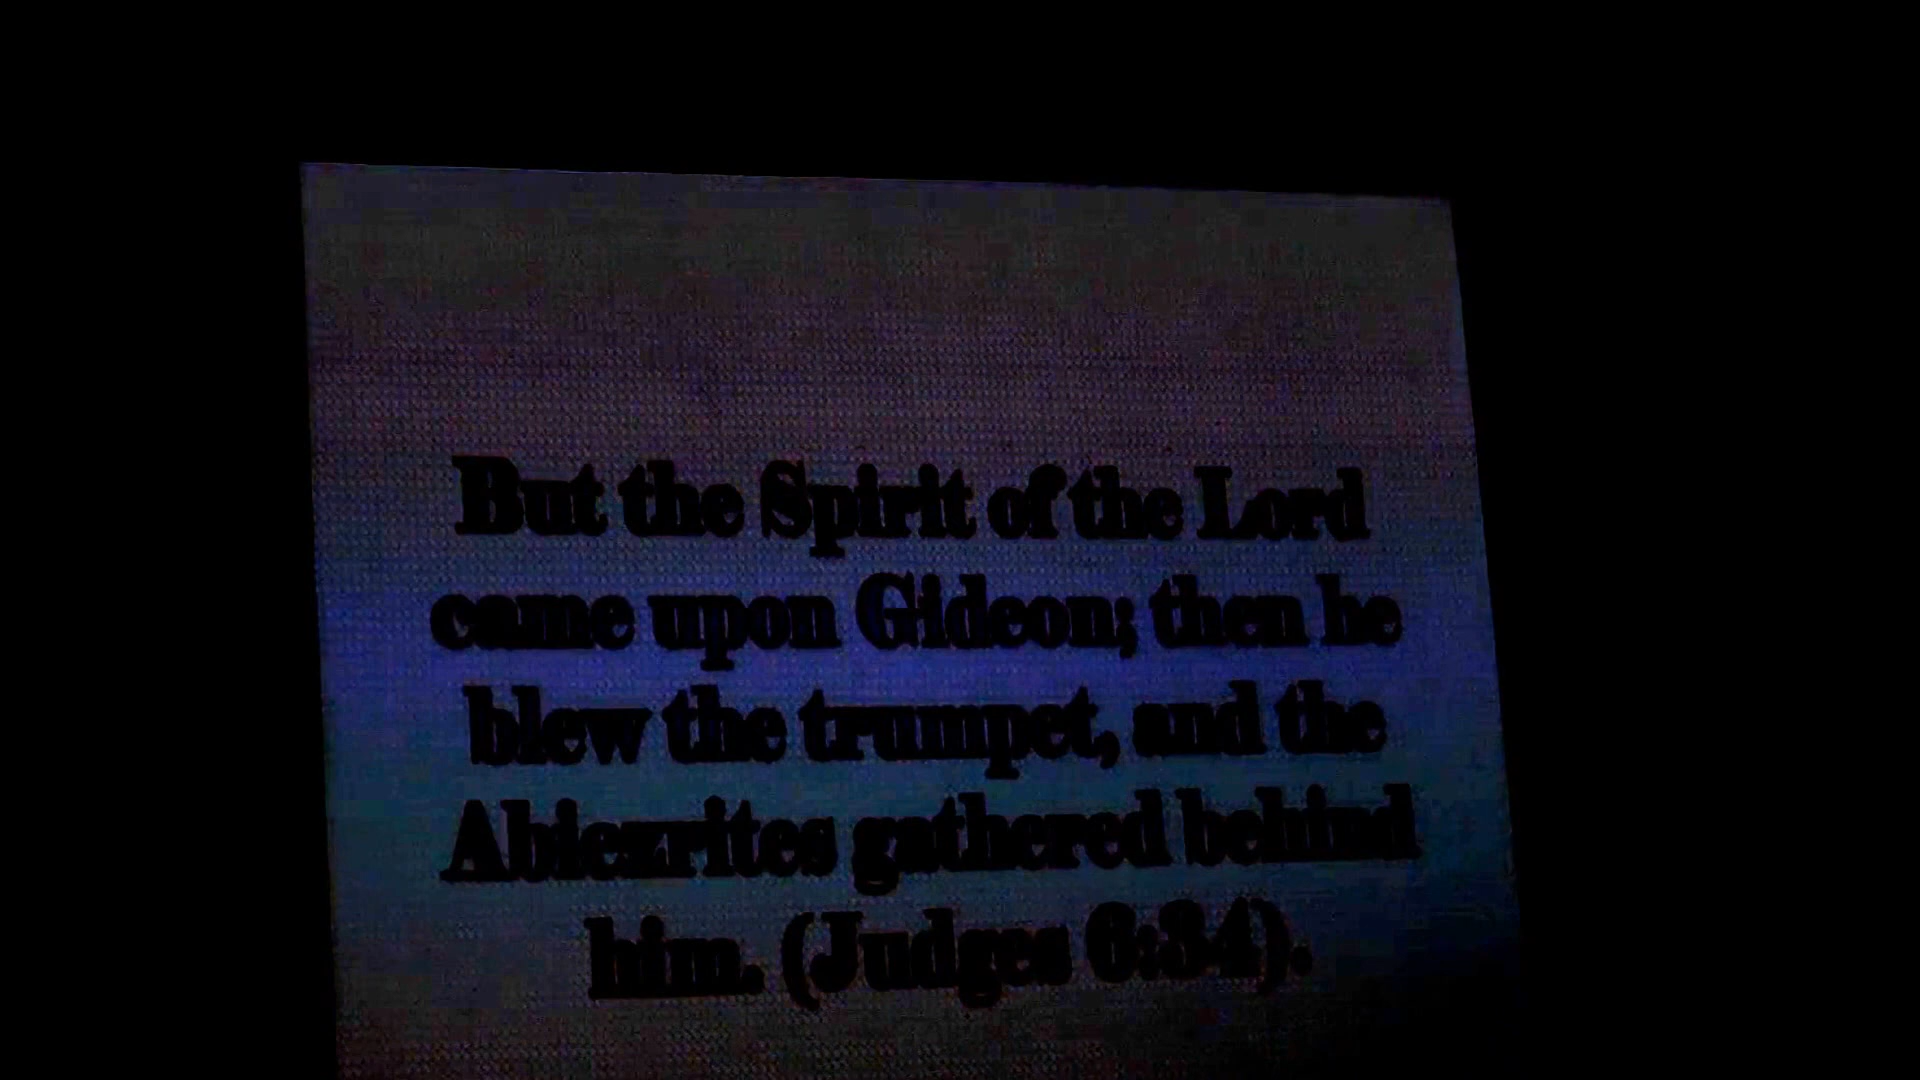 But the Spirit of the Lord
came upon Gideon; then he
blew the trumpet, and the
Abiezrites gathered behind
him. (Judges 6:34).